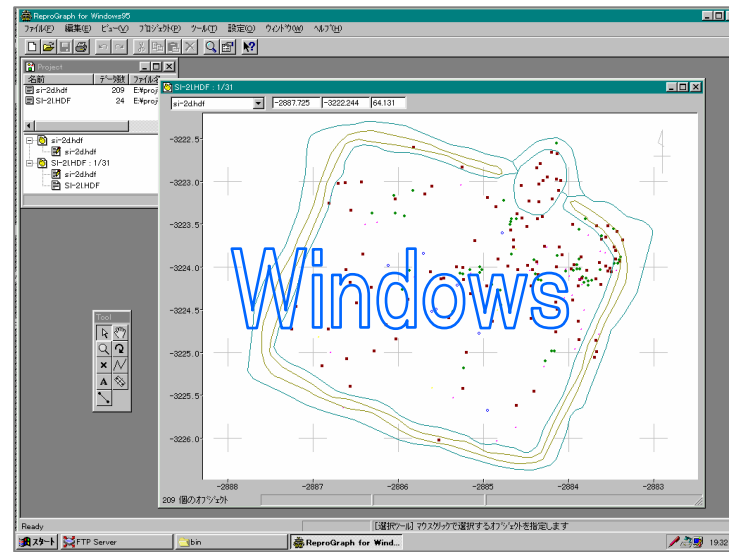 ReproGraph for Windows95
ファイル(F) 編集(E) ビュー(V) プロジェクト(P) ツール(T) 設定(O) ウィンドウ(W) ヘルプ(H)
Project
名前 データ数 ファイル名
si-2d.hdf 209 E:¥proj
SI-21.HDF 24 E:¥proj
si-2d.hdf
si-2d.hdf
SI-21.HDF : 1/31
si-2d.hdf
SI-21.HDF
SI-21.HDF : 1/31
si-2d.hdf -2887.725 -3222.244 64.131
-3222.5
-3223.0
-3223.5
-3224.0
-3224.5
-3225.0
-3225.5
-3226.0
Windows
-2888 -2887 -2886 -2885 -2884 -2883
209 個のオブジェクト
Tool
A
Ready [選択ツール] マウスクリックで選択するオブジェクトを指定します
スタート FTP Server bin ReproGraph for Wind... 19:32